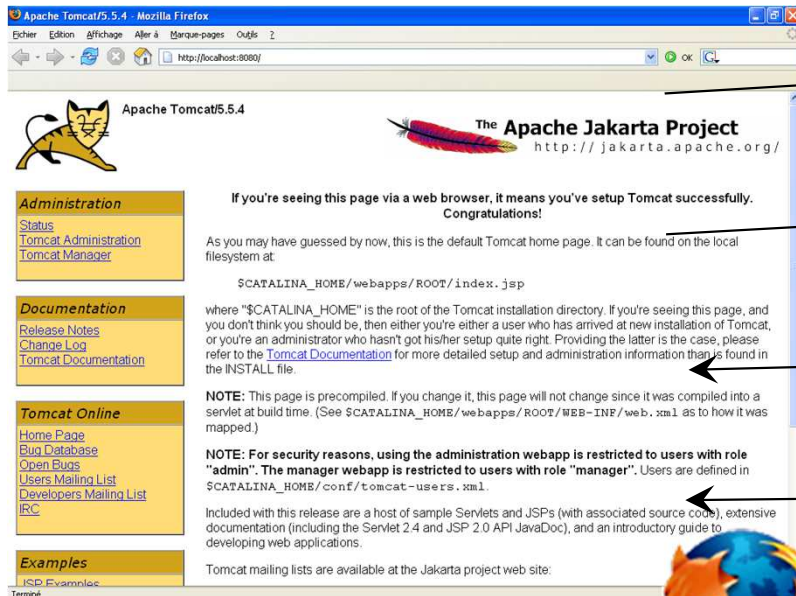 Apache Tomcat/5.5.4 - Mozilla Firefox
Fichier Edition Affichage Aller à Marque-pages Outils ?
http://localhost:8080/
OK
Apache Tomcat/5.5.4
The Apache Jakarta Project
http://jakarta.apache.org/
Administration
Status
Tomcat Administration
Tomcat Manager
Documentation
Release Notes
Change Log
Tomcat Documentation
Tomcat Online
Home Page
Bug Database
Open Bugs
Users Mailing List
Developers Mailing List
IRC
Examples
JSP Examples
If you're seeing this page via a web browser, it means you've setup Tomcat successfully.
Congratulations!
As you may have guessed by now, this is the default Tomcat home page. It can be found on the local
filesystem at:
$CATALINA_HOME/webapps/ROOT/index.jsp
where "$CATALINA_HOME" is the root of the Tomcat installation directory. If you're seeing this page, and
you don't think you should be, then either you're either a user who has arrived at new installation of Tomcat,
or you're an administrator who hasn't got his/her setup quite right. Providing the latter is the case, please
refer to the Tomcat Documentation for more detailed setup and administration information than is found in
the INSTALL file.
NOTE: This page is precompiled. If you change it, this page will not change since it was compiled into a
servlet at build time. (See $CATALINA_HOME/webapps/ROOT/WEB-INF/web.xml as to how it was
mapped.)
NOTE: For security reasons, using the administration webapp is restricted to users with role
"admin". The manager webapp is restricted to users with role "manager". Users are defined in
$CATALINA_HOME/conf/tomcat-users.xml.
Included with this release are a host of sample Servlets and JSPs (with associated source code), extensive
documentation (including the Servlet 2.4 and JSP 2.0 API JavaDoc), and an introductory guide to
developing web applications.
Tomcat mailing lists are available at the Jakarta project web site:
Terminé